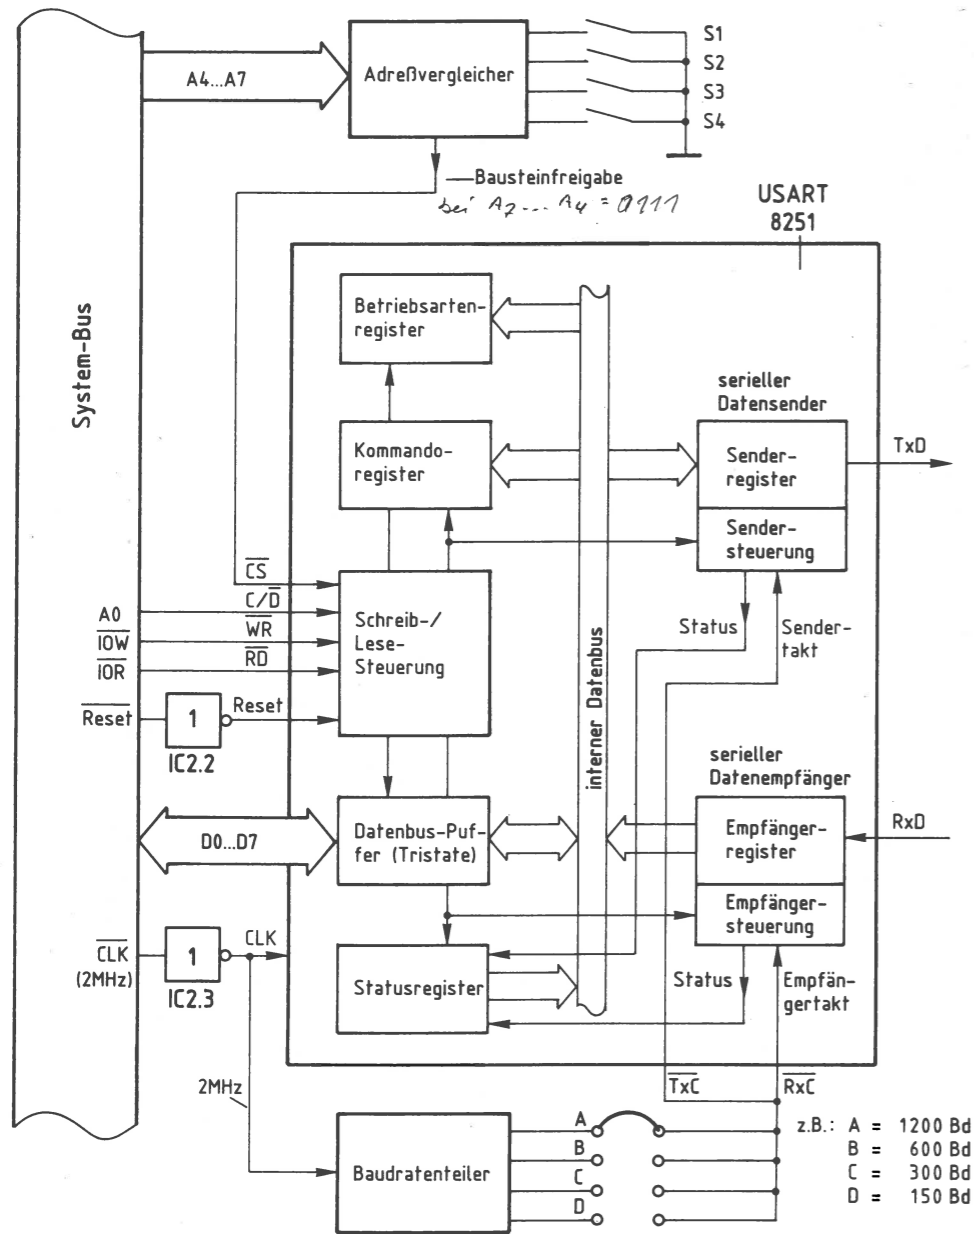 S1
A4...A7
Adreßvergleicher
S2
S3
S4
Bausteinfreigabe
bei A7 ... A4 = 0111
USART
8251
System-Bus
Betriebsarten-
register
serieller
Datensender
Kommando-
register
Sender-
register
TxD
Sender-
steuerung
CS
C/D
A0
WR
IOW
RD
IOR
Schreib-/
Lese-
Steuerung
Status
Sender-
takt
Reset
1
Reset
IC2.2
interner Datenbus
serieller
Datenempfänger
D0...D7
Datenbus-Puf-
fer (Tristate)
Empfänger-
register
RxD
Empfänger-
steuerung
CLK
(2MHz)
1
CLK
IC2.3
Statusregister
Status
Empfän-
gertakt
2MHz
TxC
RxC
Baudratenteiler
A
B
C
D
z.B.: A = 1200 Bd
B = 600 Bd
C = 300 Bd
D = 150 Bd